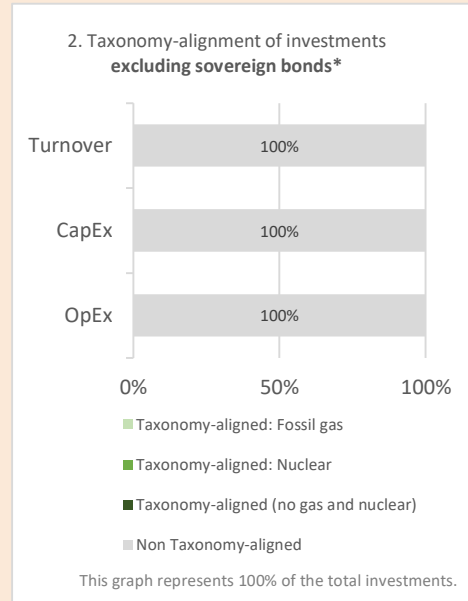 2. Taxonomy-alignment of investments
excluding sovereign bonds*
Turnover
100%
CapEx
100%
OpEx
100%
0%
50%
100%
Taxonomy-aligned: Fossil gas
Taxonomy-aligned: Nuclear
Taxonomy-aligned (no gas and nuclear)
Non Taxonomy-aligned
This graph represents 100% of the total investments.